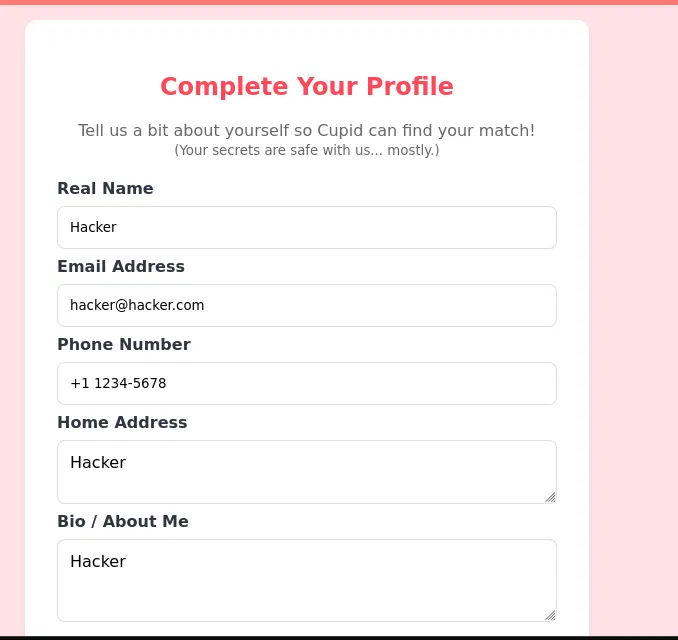 Complete Your Profile
Tell us a bit about yourself so Cupid can find your match!
(Your secrets are safe with us... mostly.)
Real Name
Hacker
Email Address
hacker@hacker.com
Phone Number
+1 1234-5678
Home Address
Hacker
Bio / About Me
Hacker